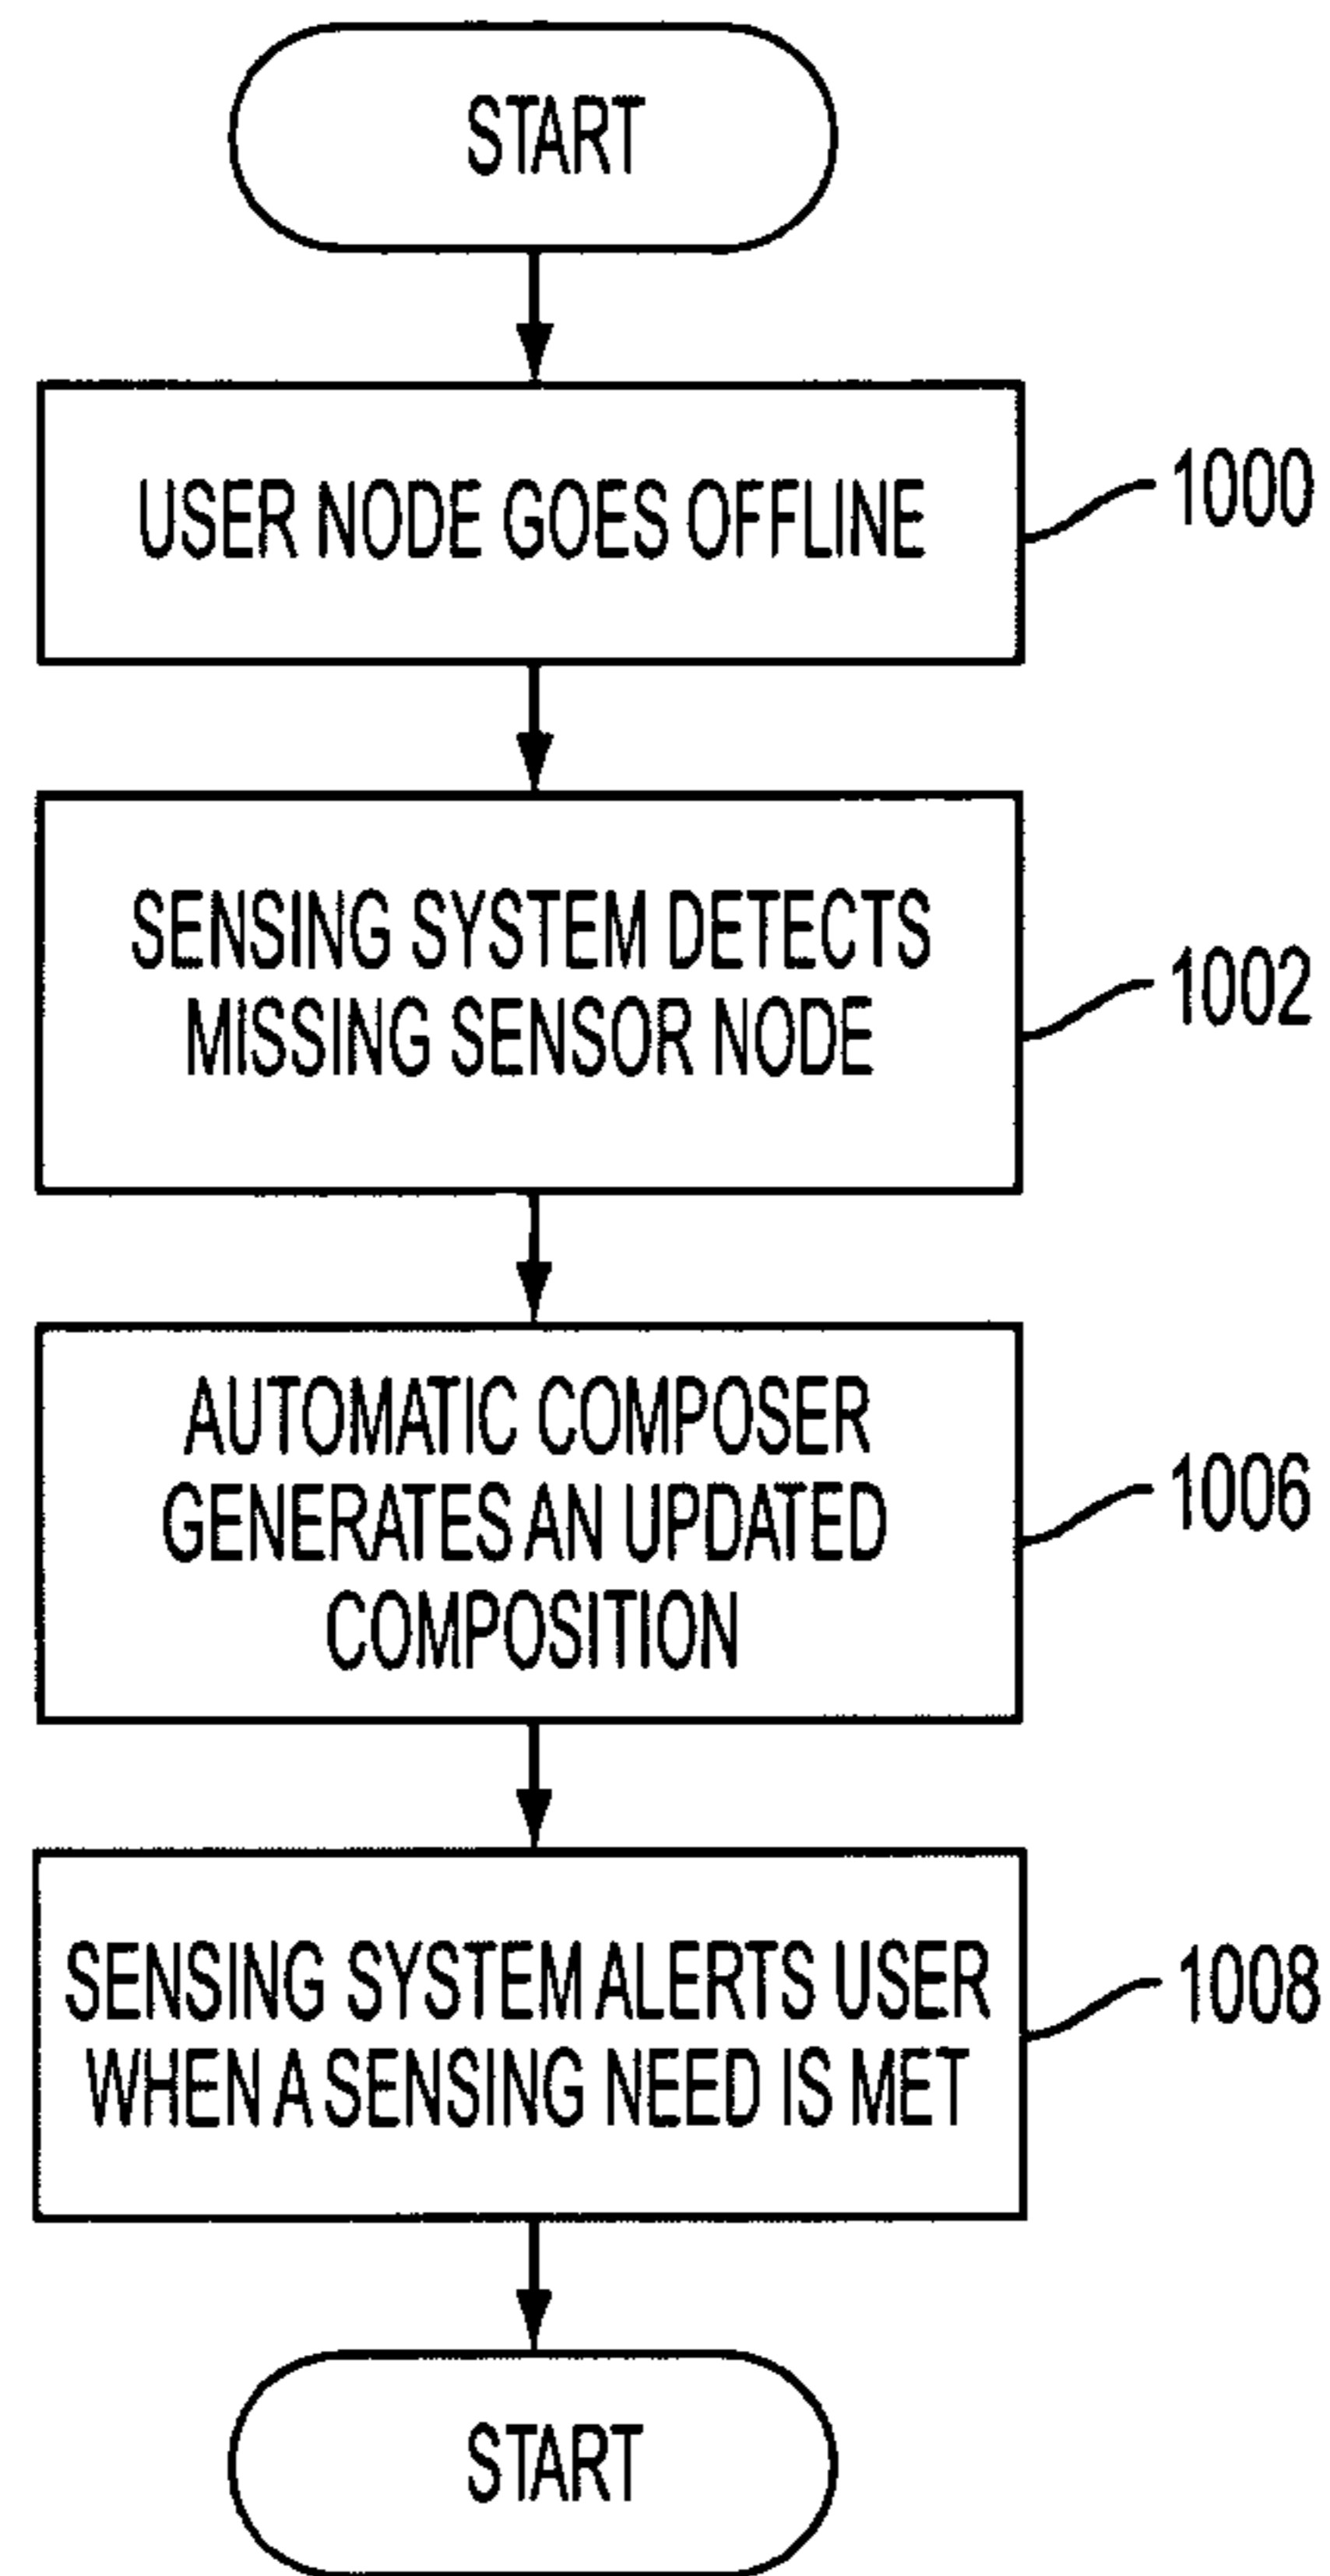 START
USER NODE GOES OFFLINE
1000
SENSING SYSTEM DETECTS
MISSING SENSOR NODE
1002
AUTOMATIC COMPOSER
GENERATES AN UPDATED
COMPOSITION
1006
SENSING SYSTEM ALERTS USER
WHEN A SENSING NEED IS MET
1008
START